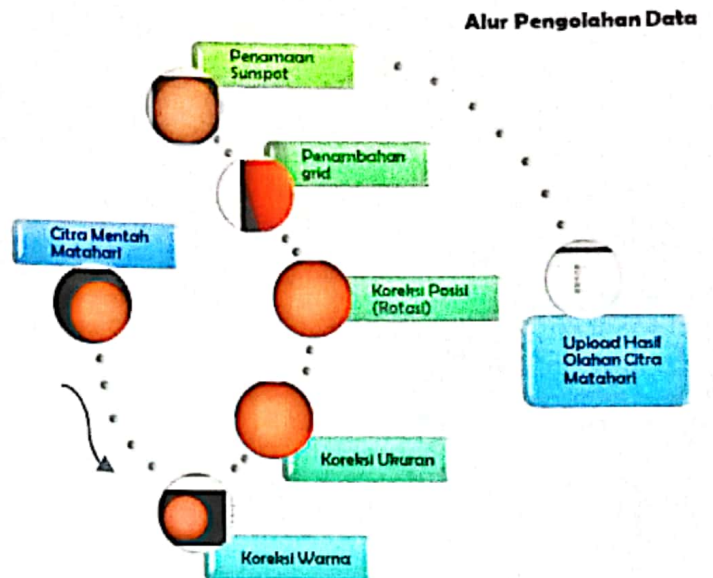 Alur Pengolahan Data
Penamaan
Sunspot
Penambahan
grid
Citra Mentah
Matahari
Koreksi Posisi
(Rotasi)
Upload Hasil
Olahan Citra
Matahari
Koreksi Ukuran
Koreksi Warna